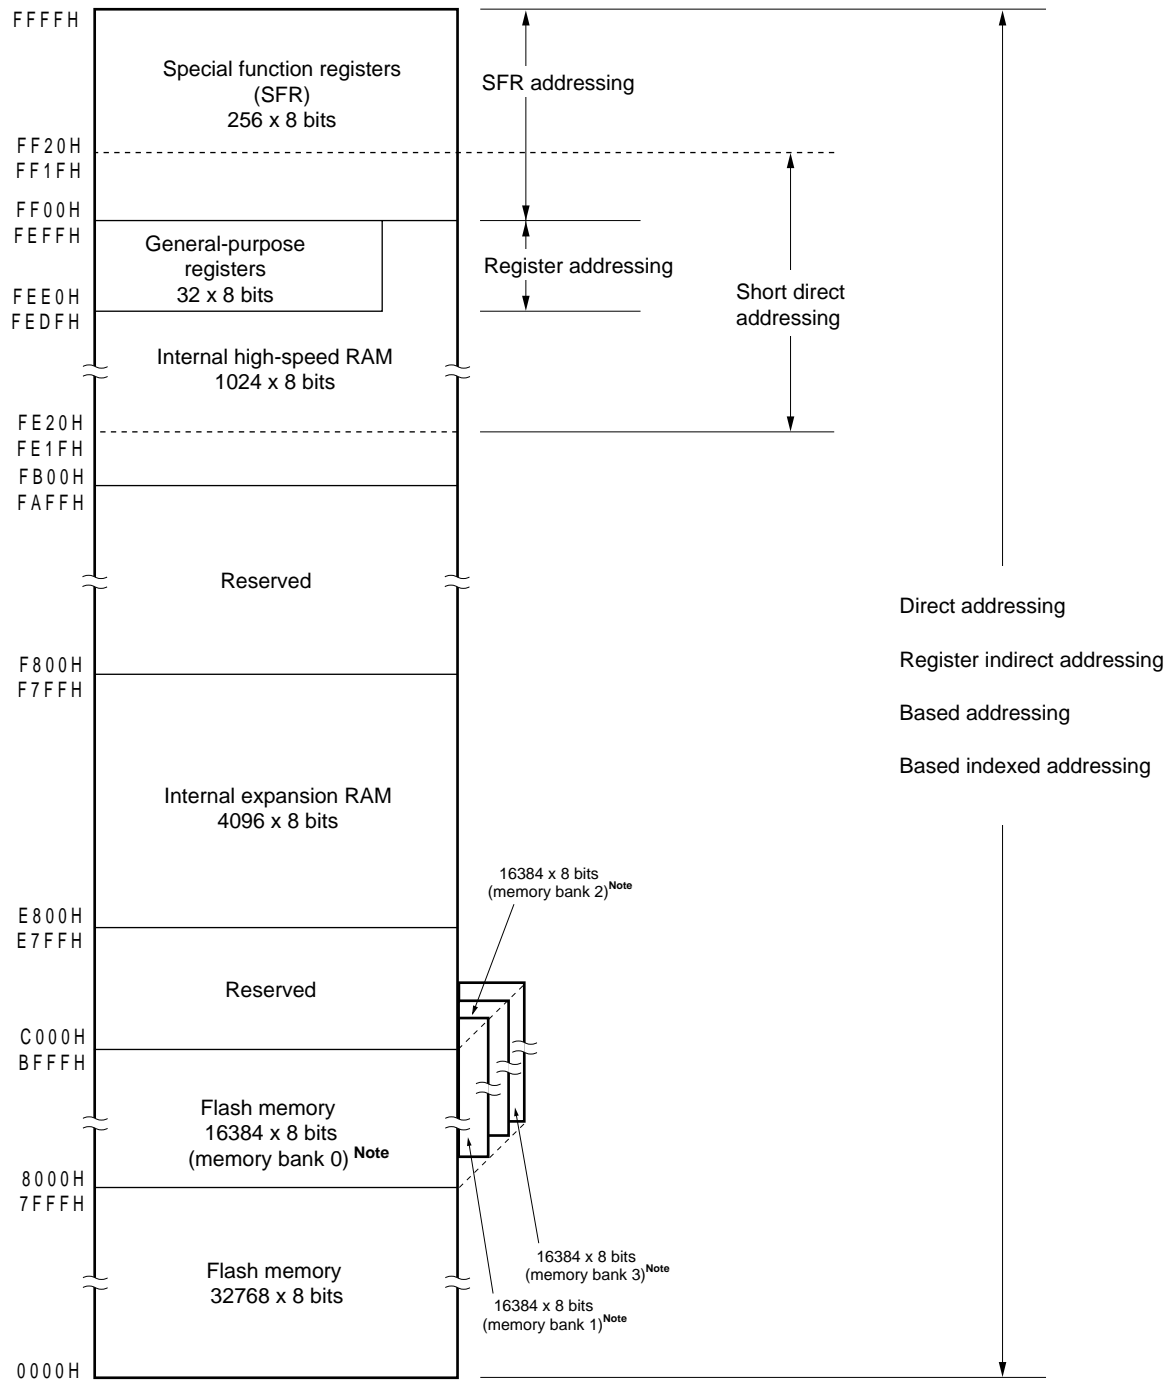 FFFFH
Special function registers
(SFR)
256 x 8 bits
SFR addressing
FF20H
FF1FH
FF00H
FEFFH
General-purpose
registers
32 x 8 bits
Register addressing
Short direct
addressing
FEE0H
FEDFH
Internal high-speed RAM
1024 x 8 bits
FE20H
FE1FH
FB00H
FAFFH
Reserved
Direct addressing
Register indirect addressing
Based addressing
Based indexed addressing
F800H
F7FFH
Internal expansion RAM
4096 x 8 bits
16384 x 8 bits
(memory bank 2)Note
E800H
E7FFH
Reserved
C000H
BFFFH
Flash memory
16384 x 8 bits
(memory bank 0) Note
8000H
7FFFH
16384 x 8 bits
(memory bank 3)Note
Flash memory
32768 x 8 bits
16384 x 8 bits
(memory bank 1)Note
0000H